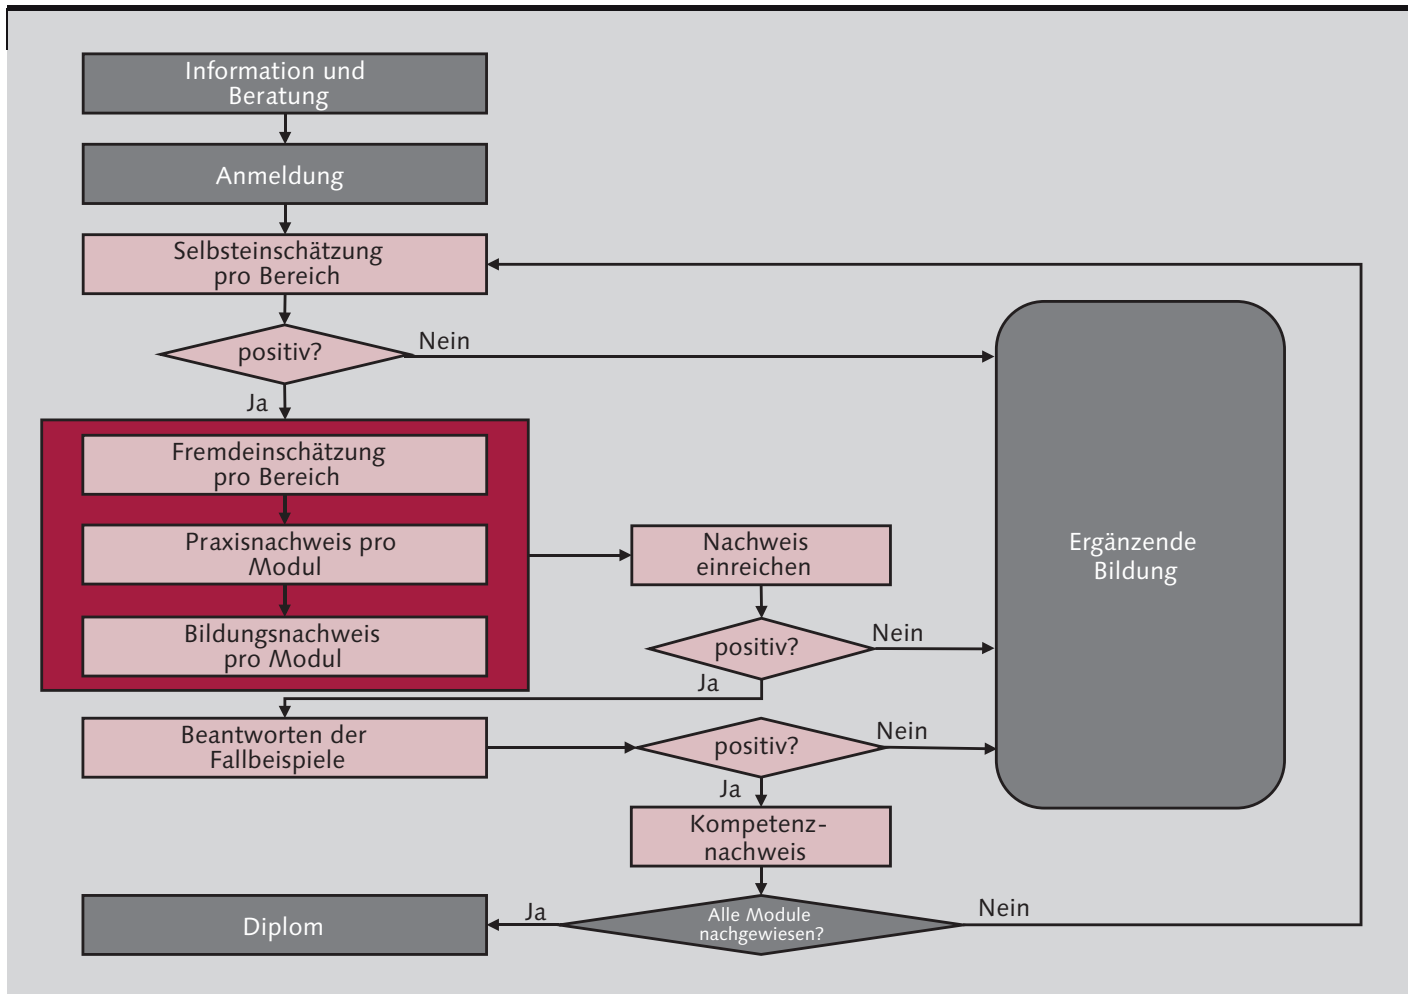 Information und
Beratung
Anmeldung
Selbsteinschätzung
pro Bereich
positiv?
Nein
Ja
Fremdeinschätzung
pro Bereich
Praxisnachweis pro
Modul
Bildungsnachweis
pro Modul
Nachweis
einreichen
positiv?
Nein
Ja
Ergänzende
Bildung
Beantworten der
Fallbeispiele
positiv?
Nein
Ja
Kompetenz-
nachweis
Alle Module
nachgewiesen?
Nein
Ja
Diplom